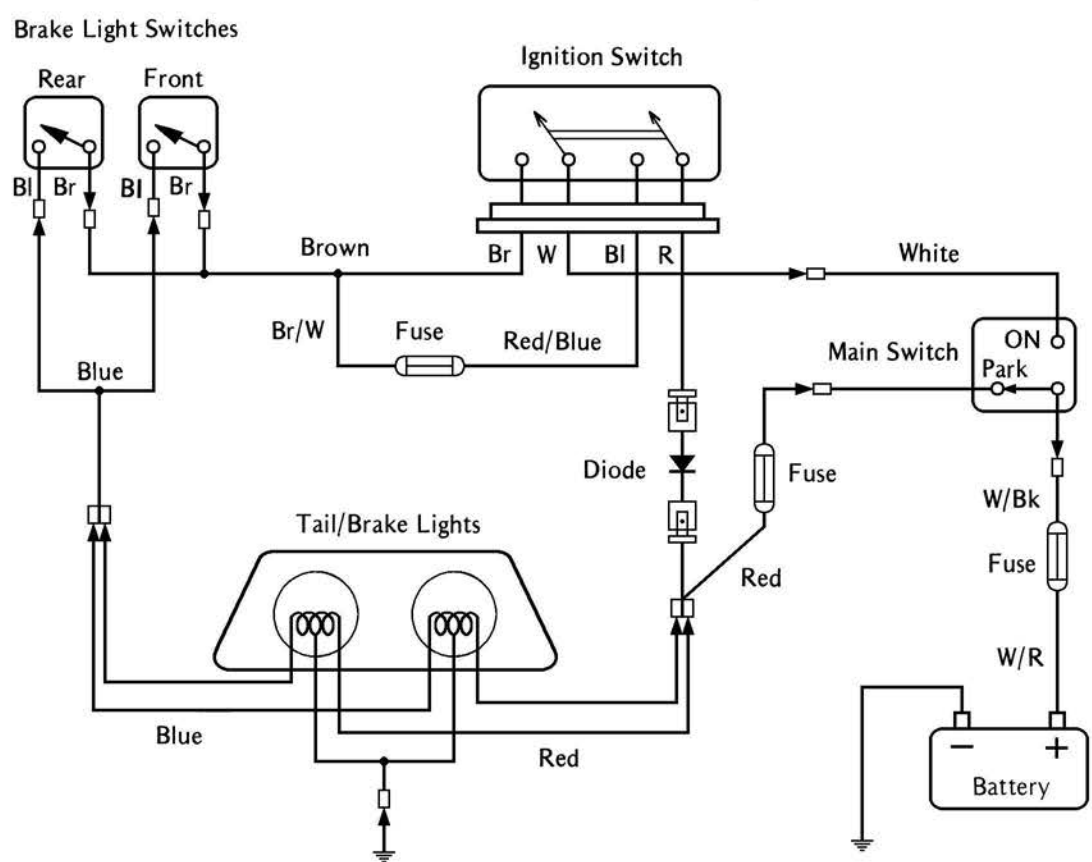 Brake Light Switches
Rear Front
Ignition Switch
Bl Br Bl Br
Brown
Br W Bl R
White
Br/W
Fuse
Red/Blue
ON
Main Switch
Park
Blue
Diode
Fuse
W/Bk
Tail/Brake Lights
Red
Fuse
W/R
Blue
Red
− +
Battery